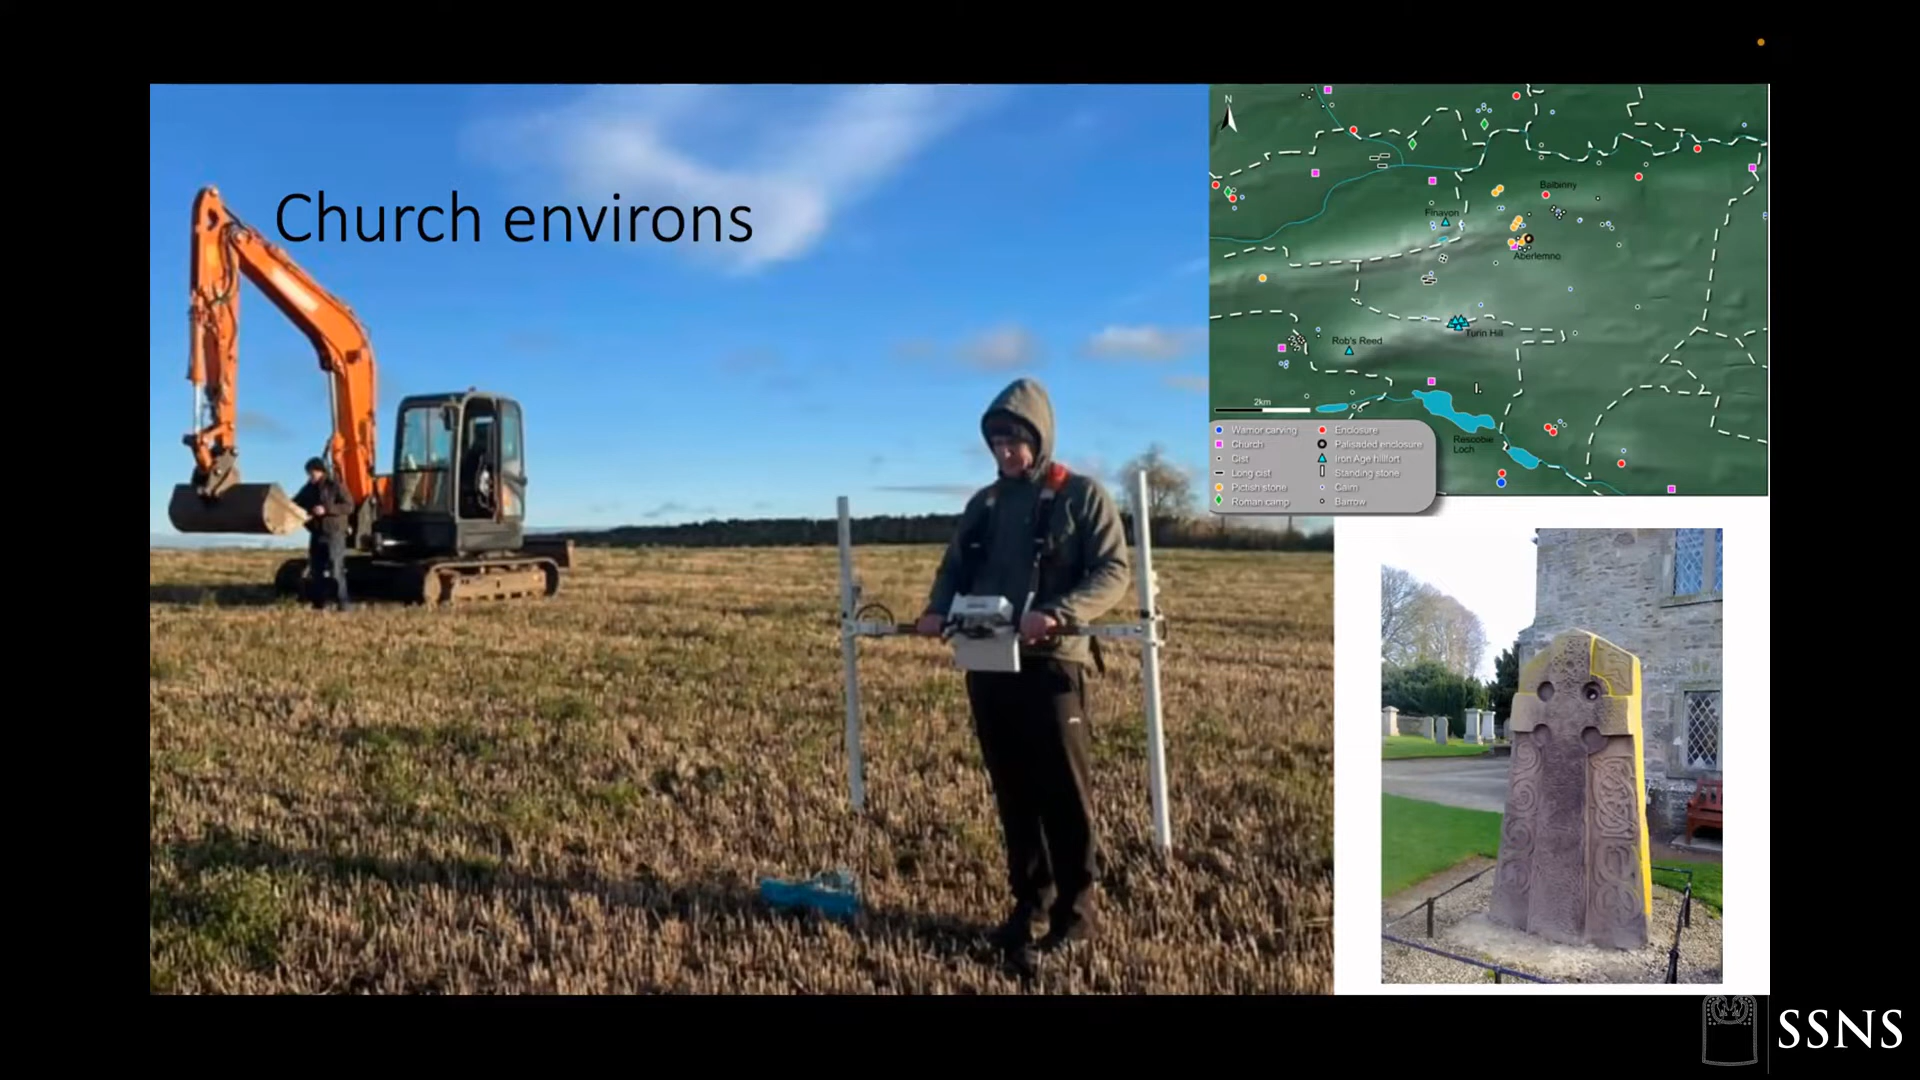 Church environs
N
Balbinny
Finavon
Aberlemno
Turin Hill
Rob's Reed
2km
Rescobie
Loch
Warrior carving
Church
Cist
Long cist
Pictish stone
Roman camp
Enclosure
Palisaded enclosure
Iron Age hillfort
Standing stone
Cairn
Barrow
SSNS